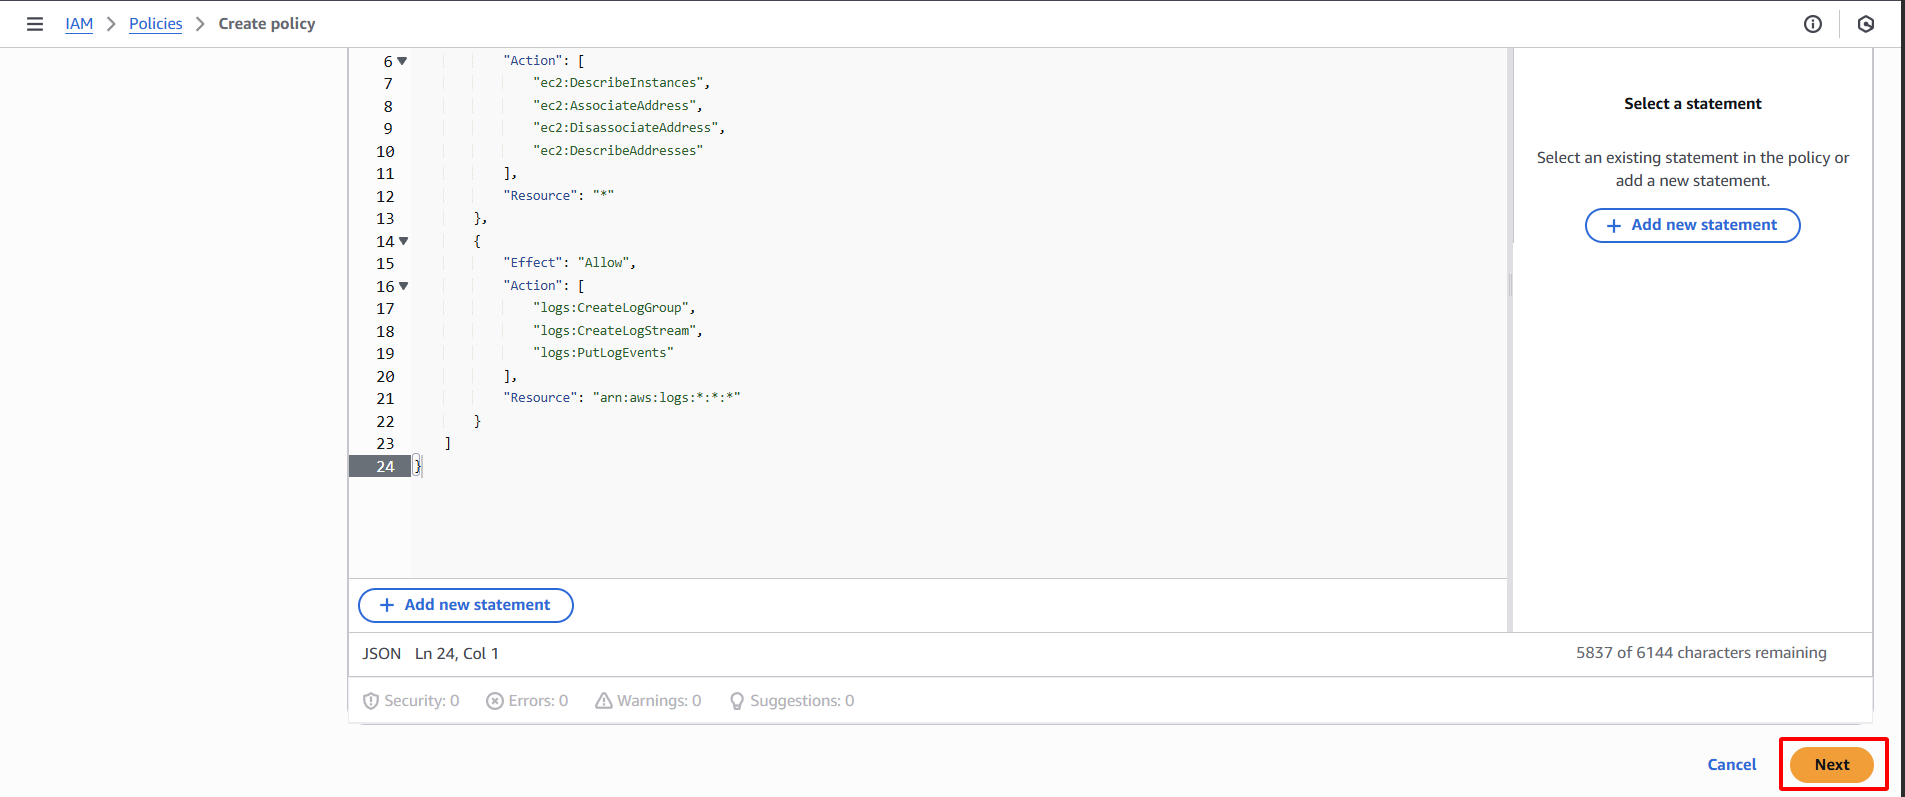 IAM > Policies > Create policy
6 "Action": [
7 "ec2:DescribeInstances",
8 "ec2:AssociateAddress",
9 "ec2:DisassociateAddress",
10 "ec2:DescribeAddresses"
11 ],
12 "Resource": "*"
13 },
14 {
15 "Effect": "Allow",
16 "Action": [
17 "logs:CreateLogGroup",
18 "logs:CreateLogStream",
19 "logs:PutLogEvents"
20 ],
21 "Resource": "arn:aws:logs:*:*:*"
22 }
23 ]
24 }
+ Add new statement
Select a statement
Select an existing statement in the policy or
add a new statement.
+ Add new statement
JSON Ln 24, Col 1
5837 of 6144 characters remaining
Security: 0 Errors: 0 Warnings: 0 Suggestions: 0
Cancel Next